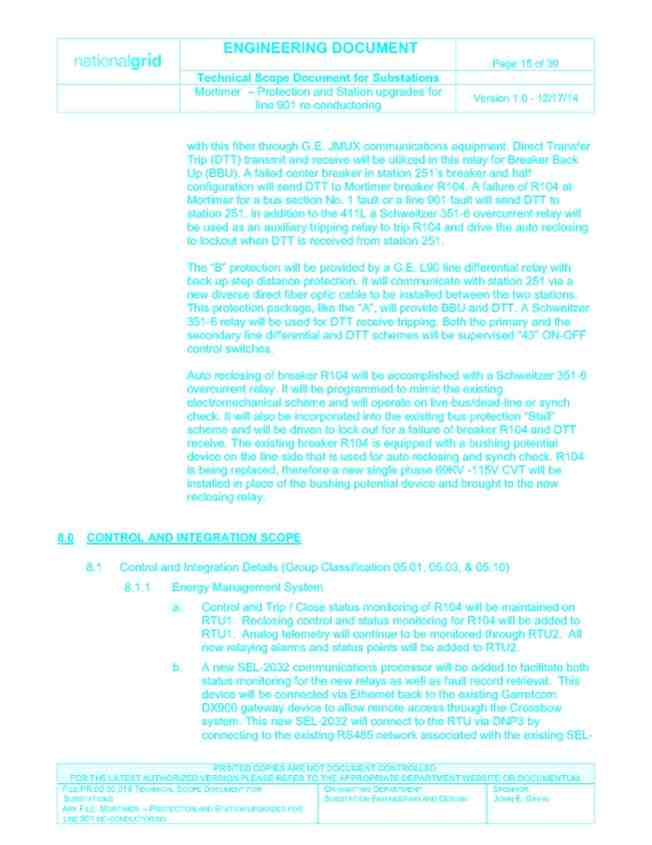 nationalgrid
ENGINEERING DOCUMENT
Page 15 of 39
Technical Scope Document for Substations
Mortimer – Protection and Station upgrades for
line 901 re-conductoring
Version 1.0 - 12/17/14
with this fiber through G.E. JMUX communications equipment. Direct Transfer
Trip (DTT) transmit and receive will be utilized in this relay for Breaker Back
Up (BBU). A failed center breaker in station 251's breaker and half
configuration will send DTT to Mortimer breaker R104. A failure of R104 at
Mortimer for a bus section No. 1 fault or a line 901 fault will send DTT to
station 251. In addition to the 411L a Schweitzer 351-6 overcurrent relay will
be used as an auxiliary tripping relay to trip R104 and drive the auto reclosing
to lockout when DTT is received from station 251.
The "B" protection will be provided by a G.E. L90 line differential relay with
back up step distance protection. It will communicate with station 251 via a
new diverse direct fiber optic cable to be installed between the two stations.
This protection package, like the "A", will provide BBU and DTT. A Schweitzer
351-6 relay will be used for DTT receive tripping. Both the primary and the
secondary line differential and DTT schemes will be supervised "43" ON-OFF
control switches.
Auto reclosing of breaker R104 will be accomplished with a Schweitzer 351-6
overcurrent relay. It will be programmed to mimic the existing
electromechanical scheme and will operate on live-bus/dead-line or synch
check. It will also be incorporated into the existing bus protection "Stall"
scheme and will be driven to lock out for a failure of breaker R104 and DTT
receive. The existing breaker R104 is equipped with a bushing potential
device on the line side that is used for auto reclosing and synch check. R104
is being replaced, therefore a new single phase 69KV -115V CVT will be
installed in place of the bushing potential device and brought to the new
reclosing relay.
8.0 CONTROL AND INTEGRATION SCOPE
8.1 Control and Integration Details (Group Classification 05.01, 05.03, & 05.10)
8.1.1 Energy Management System
a. Control and Trip / Close status monitoring of R104 will be maintained on
RTU1. Reclosing control and status monitoring for R104 will be added to
RTU1. Analog telemetry will continue to be monitored through RTU2. All
new relaying alarms and status points will be added to RTU2.
b. A new SEL-2032 communications processor will be added to facilitate both
status monitoring for the new relays as well as fault record retrieval. This
device will be connected via Ethernet back to the existing Garrettcom
DX900 gateway device to allow remote access through the Crossbow
system. This new SEL-2032 will connect to the RTU via DNP3 by
connecting to the existing RS485 network associated with the existing SEL-
PRINTED COPIES ARE NOT DOCUMENT CONTROLLED.
FOR THE LATEST AUTHORIZED VERSION PLEASE REFER TO THE APPROPRIATE DEPARTMENT WEBSITE OR DOCUMENTUM.
TECHNICAL SCOPE DOCUMENT FOR
SUBSTATIONS
MORTIMER – PROTECTION AND STATION UPGRADES FOR
LINE 901 RE-CONDUCTORING
ORIGINATING DEPARTMENT:
SUBSTATION ENGINEERING AND DESIGN
SPONSOR:
JOHN E.